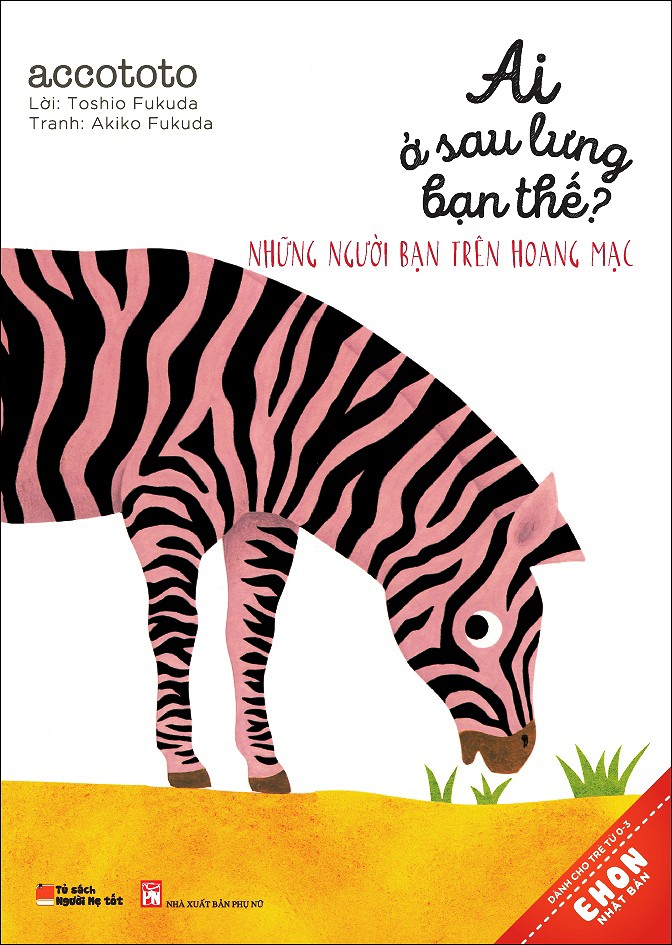 accototo
Lời: Toshio Fukuda
Tranh: Akiko Fukuda
Ai
ở sau lưng
bạn thế?
NHỮNG NGƯỜI BẠN TRÊN HOANG MẠC
Tủ sách
Người Mẹ tốt
PN
NHÀ XUẤT BẢN PHỤ NỮ
DÀNH CHO TRẺ TỪ 0-3
EHON
NHẬT BẢN